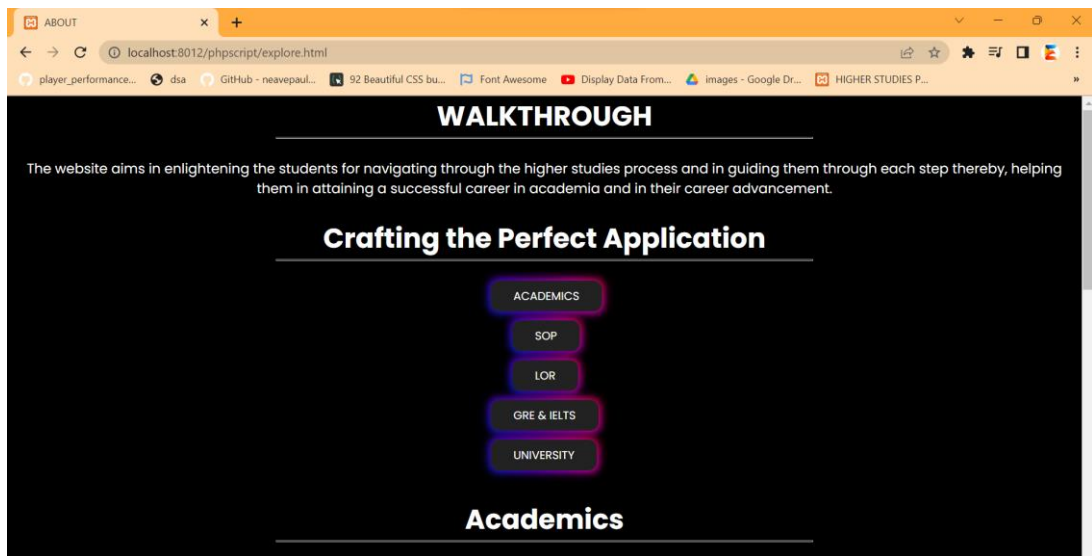 ABOUT
localhost:8012/phpscript/explore.html
player_performance... dsa GitHub - neavepaul... 92 Beautiful CSS bu... Font Awesome Display Data From... images - Google Dr... HIGHER STUDIES P... »
WALKTHROUGH
The website aims in enlightening the students for navigating through the higher studies process and in guiding them through each step thereby, helping
them in attaining a successful career in academia and in their career advancement.
Crafting the Perfect Application
ACADEMICS
SOP
LOR
GRE & IELTS
UNIVERSITY
Academics